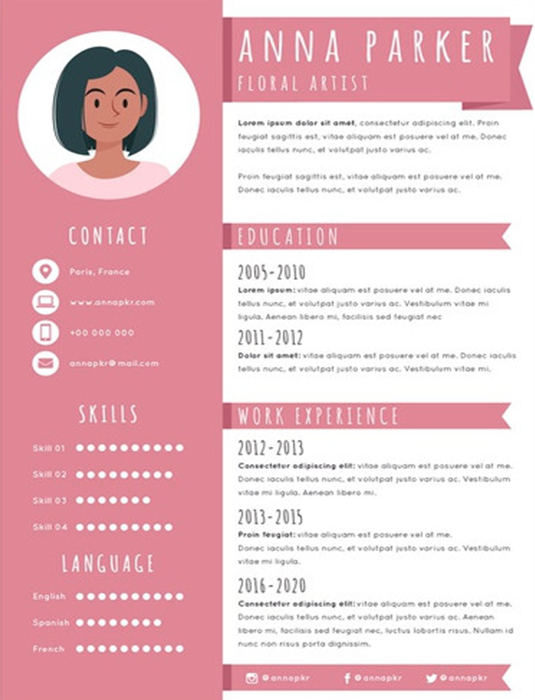 ANNA PARKER
FLORAL ARTIST
Lorem ipsum dolor sit amet, consectetur adipiscing elit. Proin
feugiat sagittis est, vitae aliquam est posuere vel at me. Donec
iaculis tellus nunc, et volutpat justo varius ac.
Proin feugiat sagittis est, vitae aliquam est posuere vel at me.
Donec iaculis tellus nunc, et volutpat justo varius ac.
CONTACT
Paris, France
www.annapkr.com
+00 000 000
annapkr@mail.com
SKILLS
Skill 01
Skill 02
Skill 03
Skill 04
LANGUAGE
English
Spanish
French
EDUCATION
2005-2010
Lorem ipsum: vitae aliquam est posuere vel at me. Donec iaculis
tellus nunc, et volutpat justo varius ac. Vestibulum vitae mi
ligula. Aenean libero mi, facilisis sed feugiat nec
2011-2012
Dolor sit amet: aliquam est posuere vel at me. Donec iaculis
tellus nunc, et volutpat justo varius ac. Vestibulum vitae mi.
WORK EXPERIENCE
2012-2013
Consectetur adipiscing elit: vitae aliquam est posuere vel at me.
Donec iaculis tellus nunc, et volutpat justo varius ac. Vestibulum
vitae mi ligula. Aenean libero mi.
2013-2015
Proin feugiat: vitae aliquam est posuere vel at me.
Donec iaculis tellus nunc, et volutpat justo varius ac. Vestibulum
vitae mi ligula.
2016-2020
Consectetur adipiscing elit: vitae aliquam est posuere vel at me.
Donec iaculis tellus nunc, et volutpat justo varius ac. Aenean
libero mi, facilisis sed feugiat nec, luctus lobortis risus. Nullam id
nunc non risus porta dignissim.
@annapkr @annapkr @annapkr